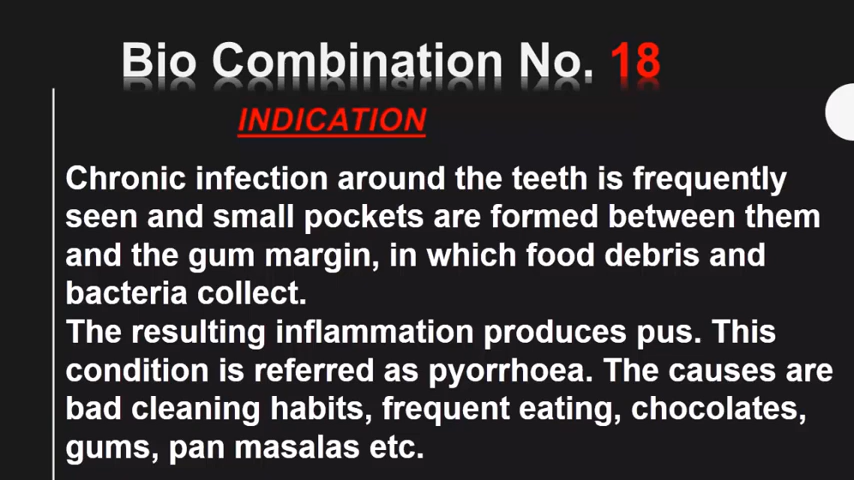 Bio Combination No. 18
INDICATION
Chronic infection around the teeth is frequently
seen and small pockets are formed between them
and the gum margin, in which food debris and
bacteria collect.
The resulting inflammation produces pus. This
condition is referred as pyorrhoea. The causes are
bad cleaning habits, frequent eating, chocolates,
gums, pan masalas etc.